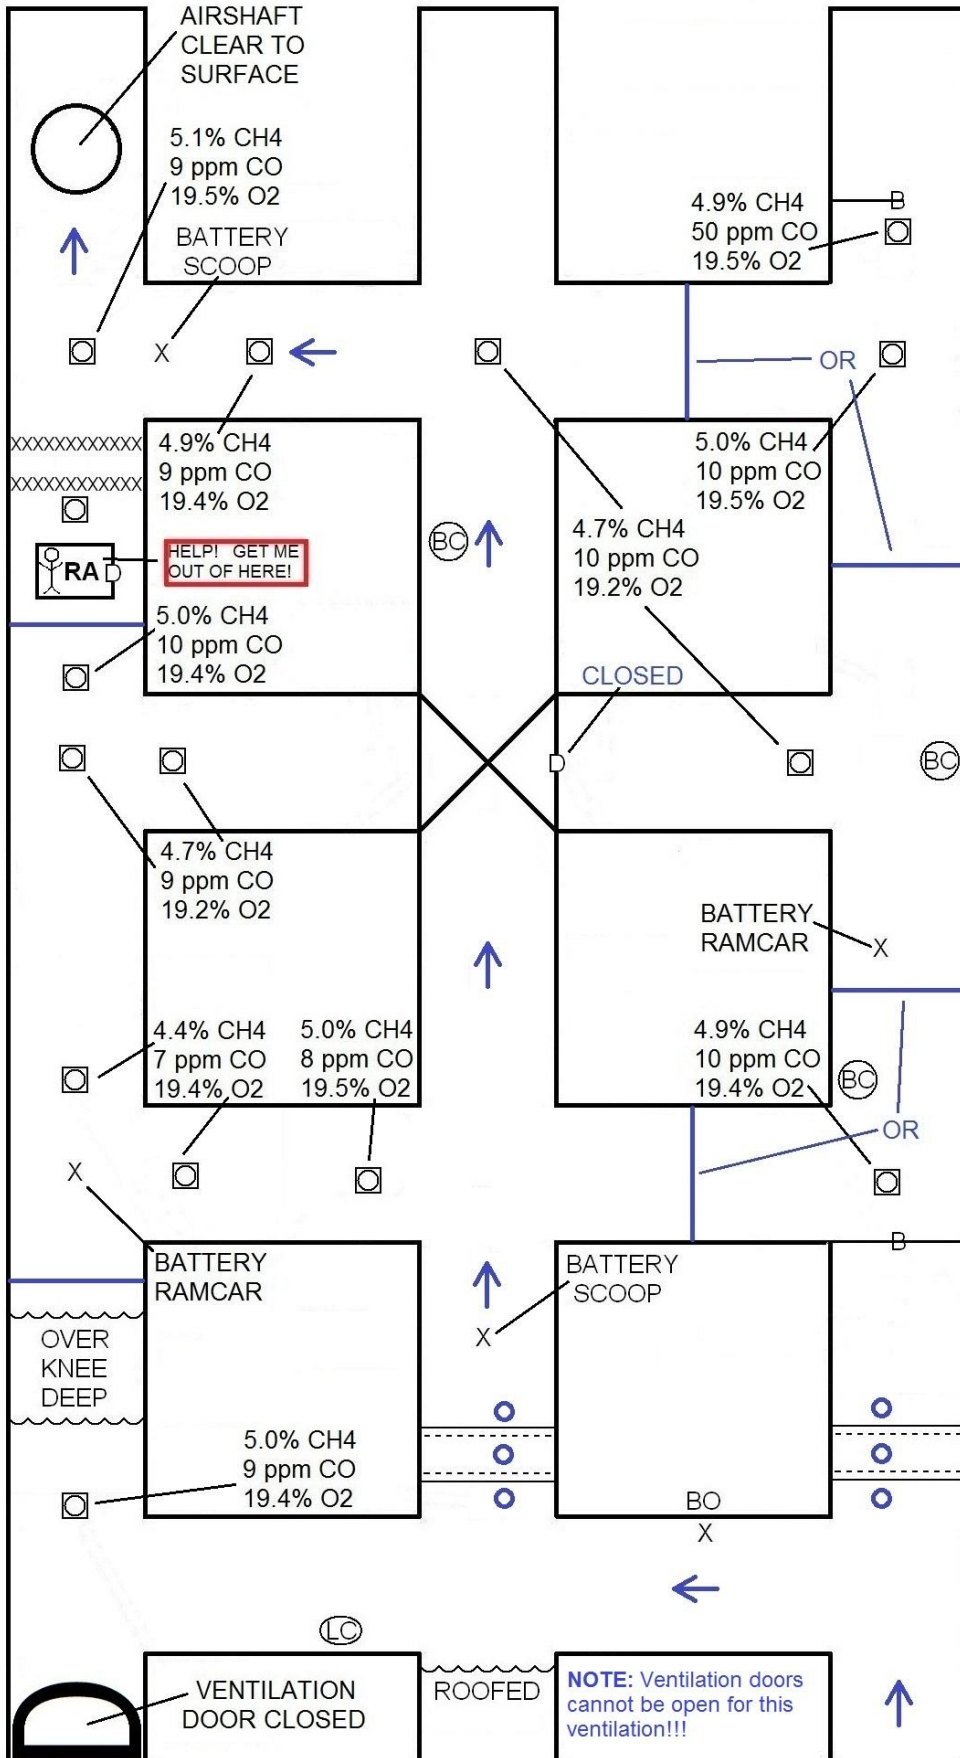 AIRSHAFT
CLEAR TO
SURFACE
5.1% CH4
9 ppm CO
19.5% O2
BATTERY
SCOOP
4.9% CH4
50 ppm CO
19.5% O2
B
X
OR
XXXXXXXXXXXX
XXXXXXXXXXXX
4.9% CH4
9 ppm CO
19.4% O2
5.0% CH4
10 ppm CO
19.5% O2
BC
4.7% CH4
10 ppm CO
19.2% O2
RA
D
HELP! GET ME
OUT OF HERE!
5.0% CH4
10 ppm CO
19.4% O2
CLOSED
D
BC
4.7% CH4
9 ppm CO
19.2% O2
BATTERY
RAMCAR
X
4.4% CH4
7 ppm CO
19.4% O2
5.0% CH4
8 ppm CO
19.5% O2
4.9% CH4
10 ppm CO
19.4% O2
BC
OR
X
B
BATTERY
RAMCAR
BATTERY
SCOOP
X
OVER
KNEE
DEEP
5.0% CH4
9 ppm CO
19.4% O2
BO
X
LC
VENTILATION
DOOR CLOSED
ROOFED
NOTE: Ventilation doors
cannot be open for this
ventilation!!!